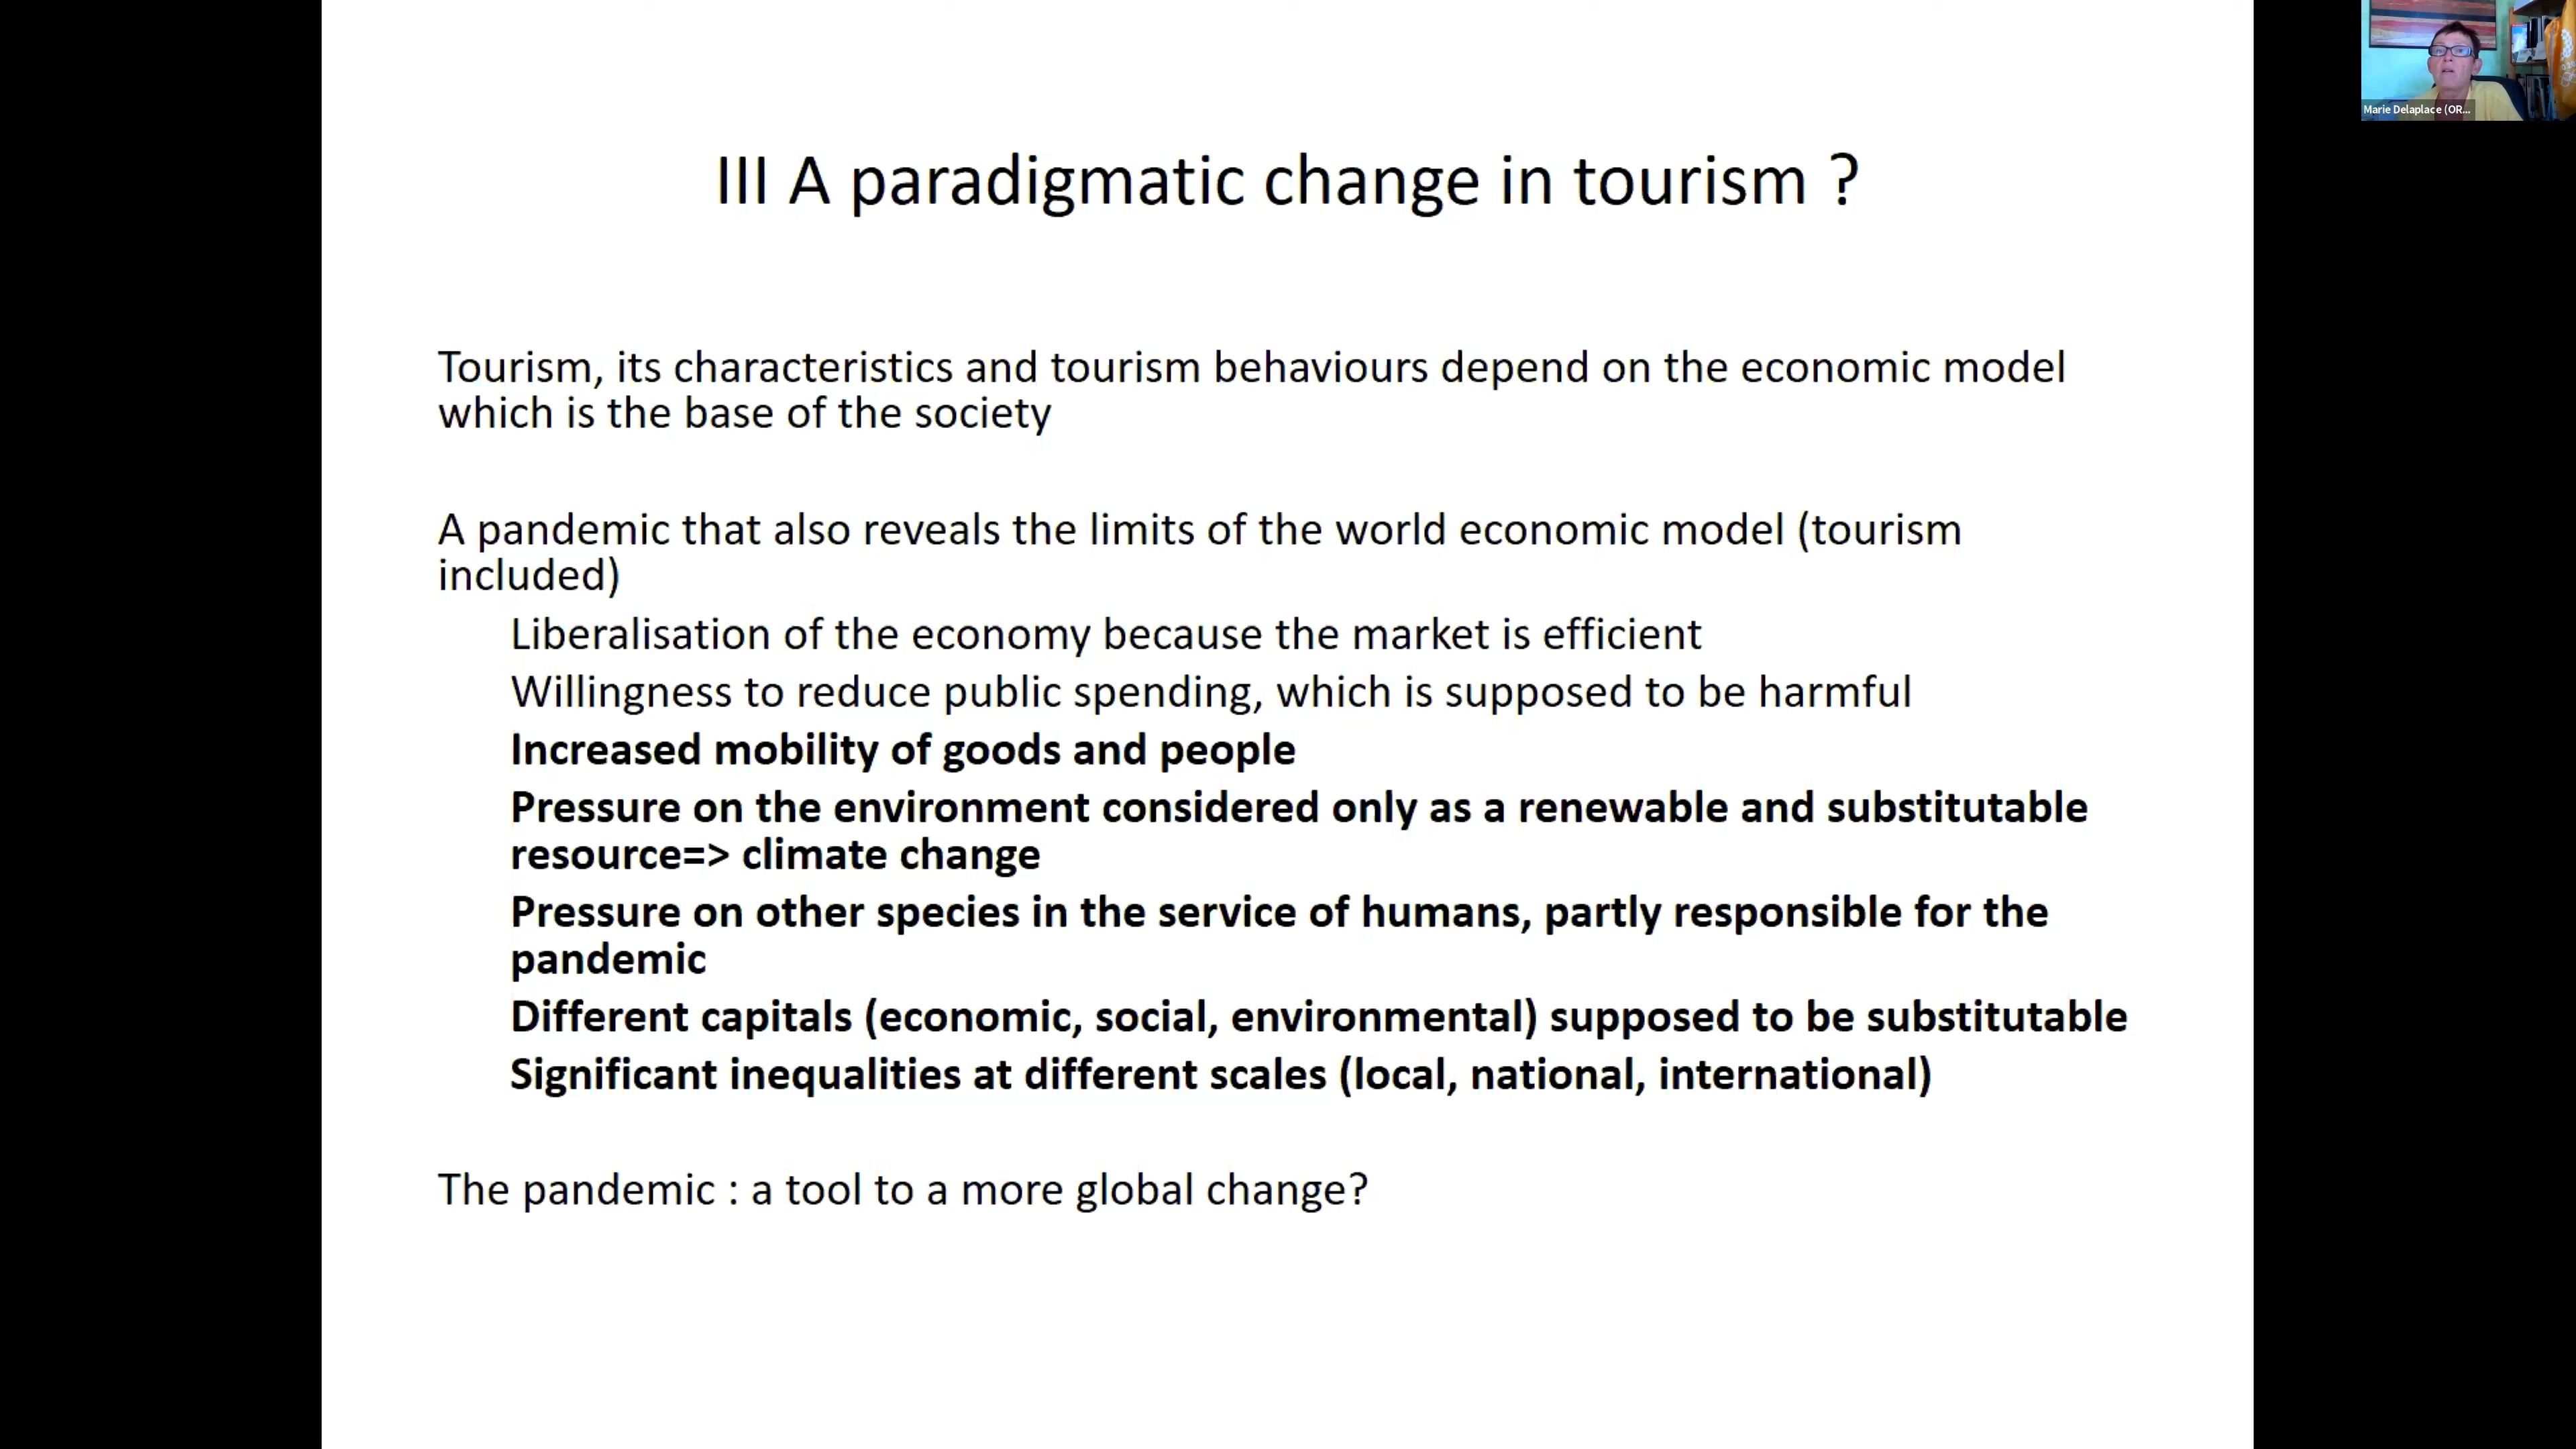 Marie Delaplace (OR...
III A paradigmatic change in tourism ?
Tourism, its characteristics and tourism behaviours depend on the economic model
which is the base of the society
A pandemic that also reveals the limits of the world economic model (tourism
included)
Liberalisation of the economy because the market is efficient
Willingness to reduce public spending, which is supposed to be harmful
Increased mobility of goods and people
Pressure on the environment considered only as a renewable and substitutable
resource=> climate change
Pressure on other species in the service of humans, partly responsible for the
pandemic
Different capitals (economic, social, environmental) supposed to be substitutable
Significant inequalities at different scales (local, national, international)
The pandemic : a tool to a more global change?